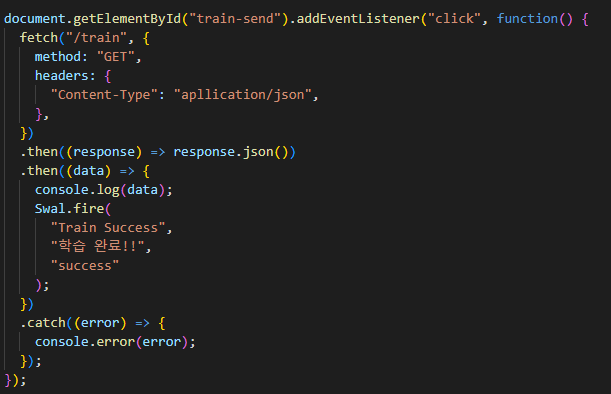 document.getElementById("train-send").addEventListener("click", function() {
  fetch("/train", {
    method: "GET",
    headers: {
      "Content-Type": "apllication/json",
    },
  })
  .then((response) => response.json())
  .then((data) => {
    console.log(data);
    Swal.fire(
      "Train Success",
      "학습 완료!!",
      "success"
    );
  })
  .catch((error) => {
    console.error(error);
  });
});